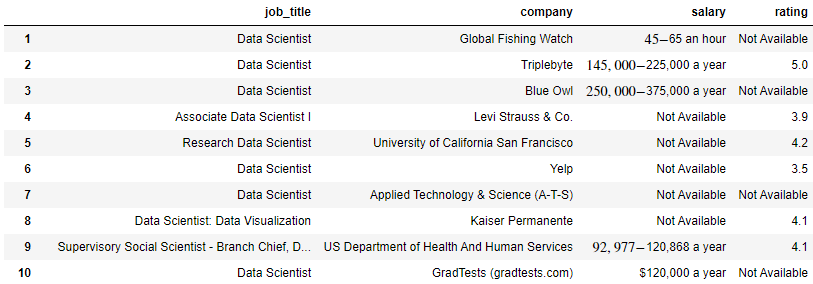 job_title company salary rating
1 Data Scientist Global Fishing Watch 45−65 an hour Not Available
2 Data Scientist Triplebyte 145, 000−225,000 a year 5.0
3 Data Scientist Blue Owl 250, 000−375,000 a year Not Available
4 Associate Data Scientist I Levi Strauss & Co. Not Available 3.9
5 Research Data Scientist University of California San Francisco Not Available 4.2
6 Data Scientist Yelp Not Available 3.5
7 Data Scientist Applied Technology & Science (A-T-S) Not Available Not Available
8 Data Scientist: Data Visualization Kaiser Permanente Not Available 4.1
9 Supervisory Social Scientist - Branch Chief, D... US Department of Health And Human Services 92, 977−120,868 a year 4.1
10 Data Scientist GradTests (gradtests.com) $120,000 a year Not Available